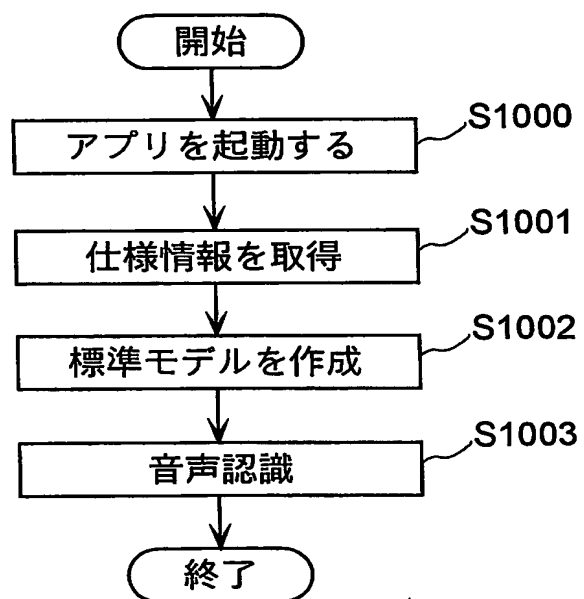 開始
アプリを起動する
S1000
仕様情報を取得
S1001
標準モデルを作成
S1002
音声認識
S1003
終了